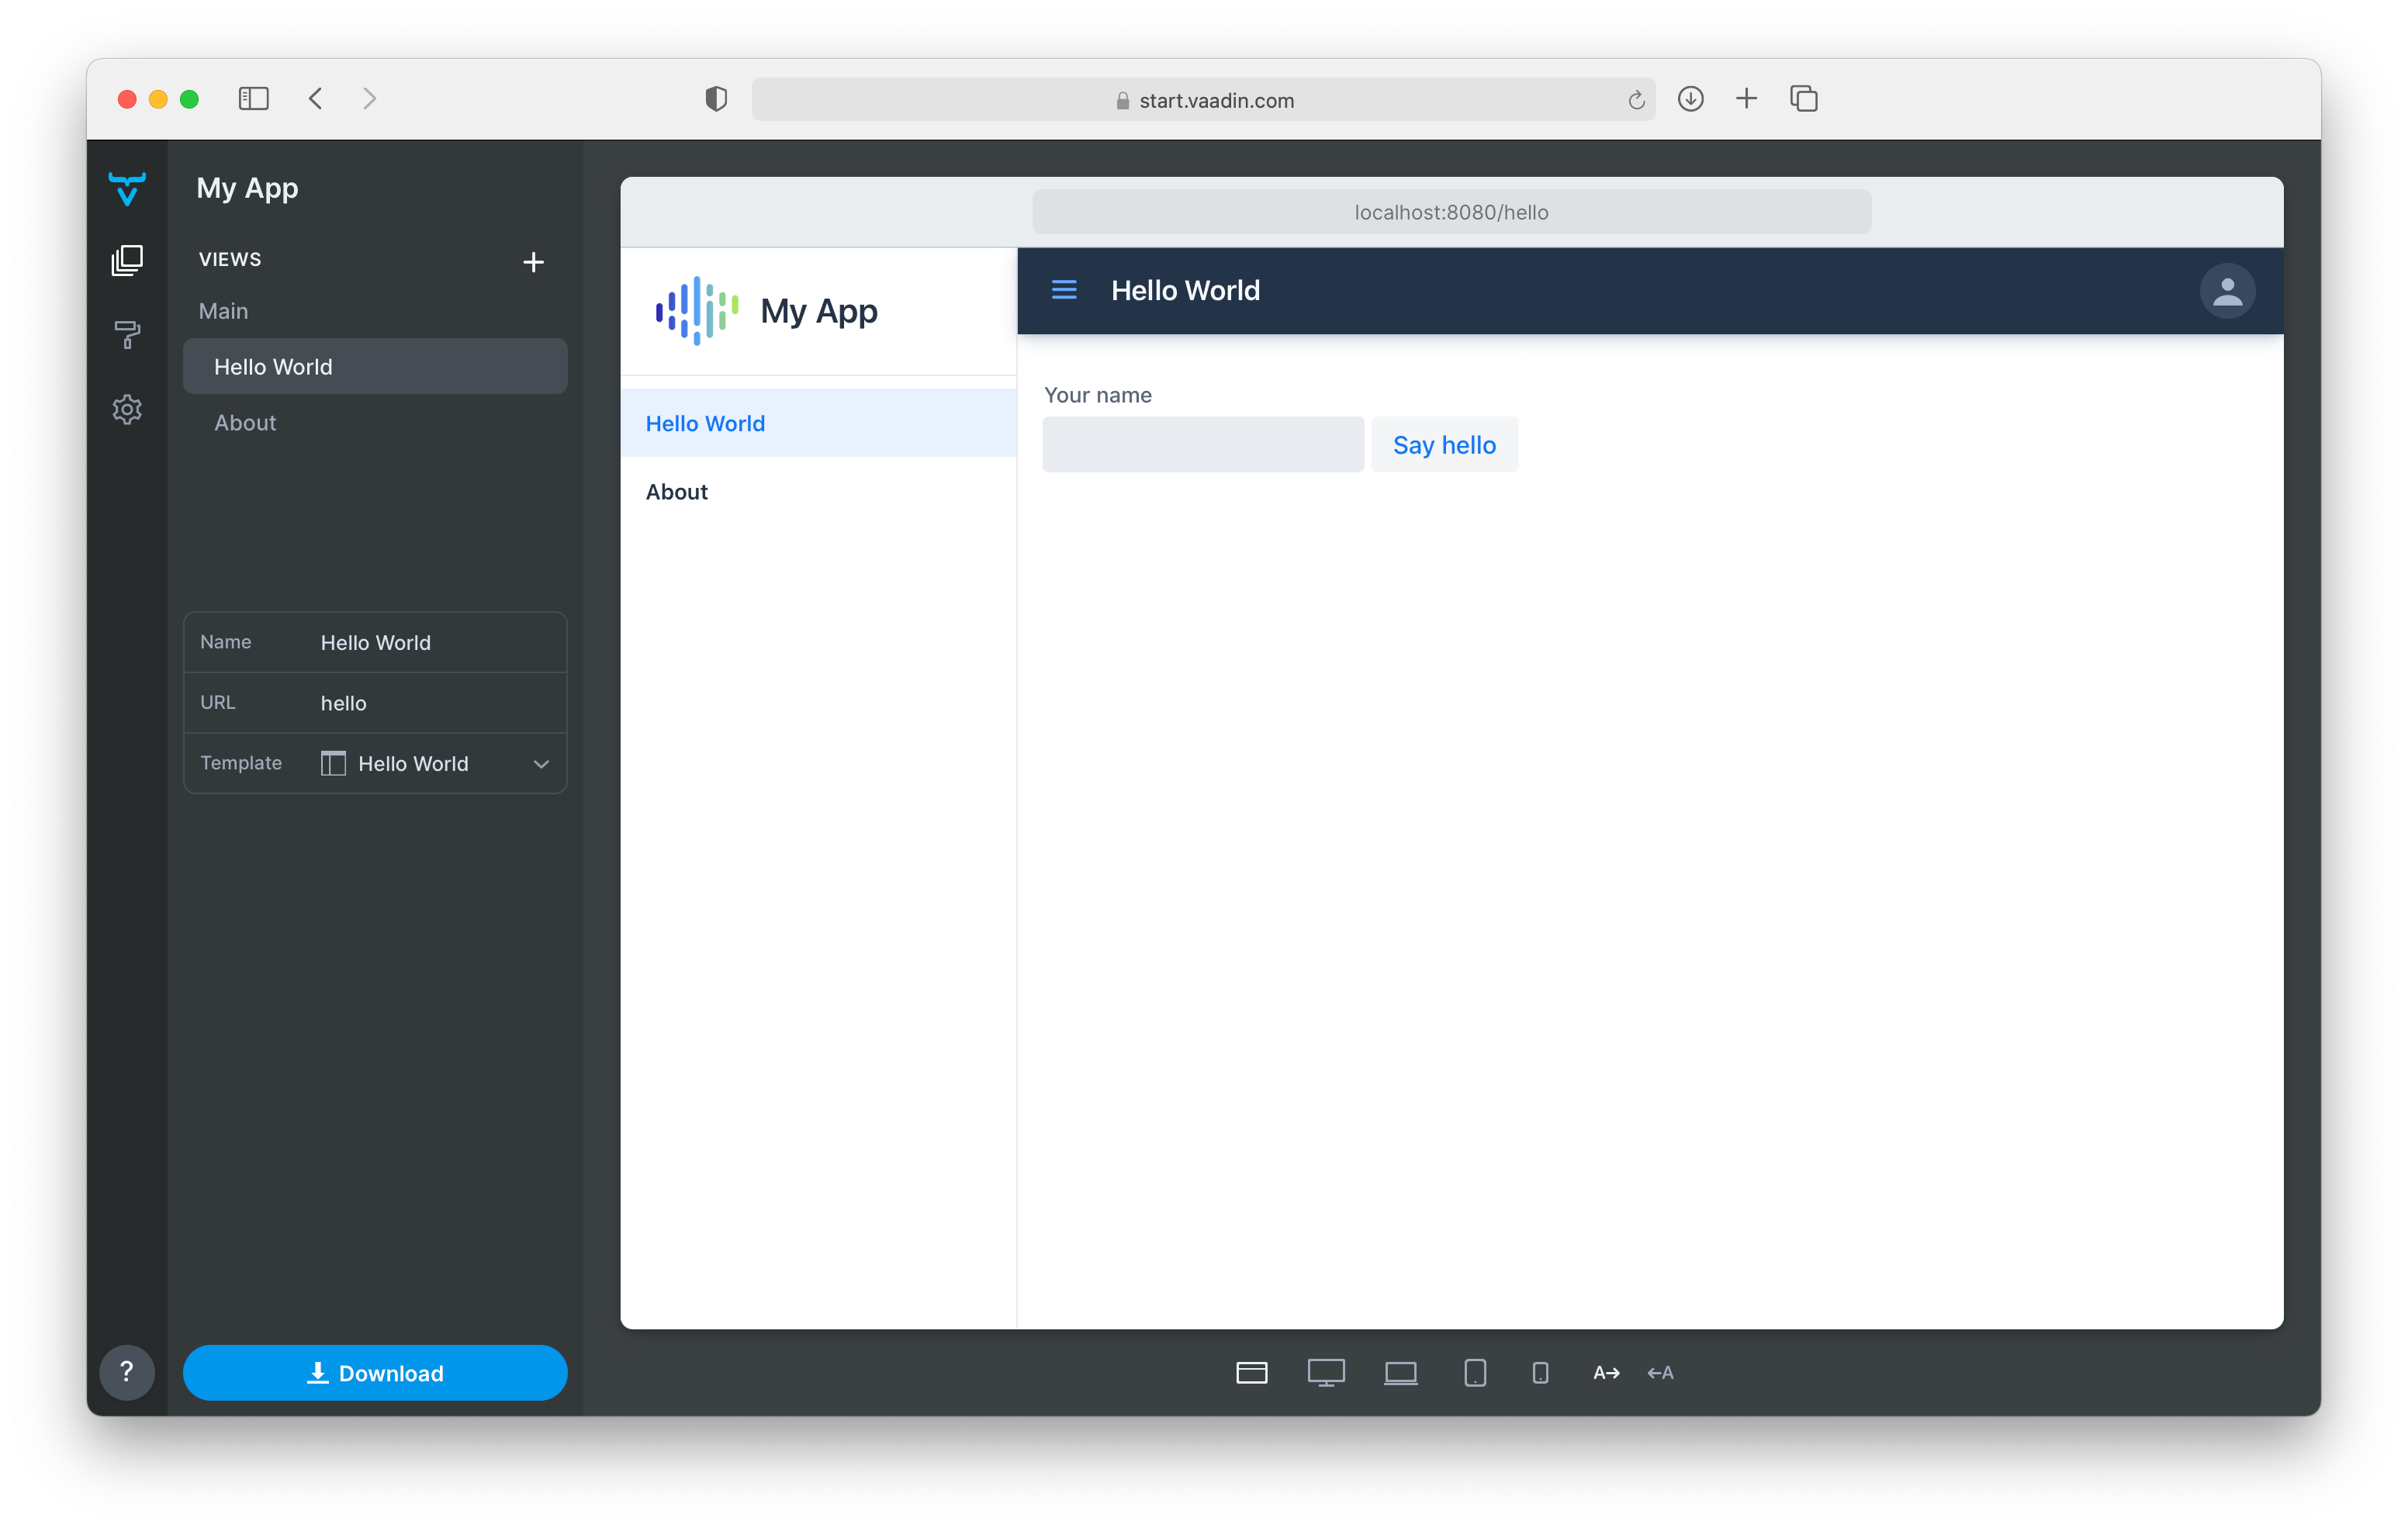 start.vaadin.com
My App
VIEWS
Main
Hello World
About
Name Hello World
URL hello
Template Hello World
? Download
localhost:8080/hello
My App
Hello World
About
Hello World
Your name
Say hello
A→ ←A